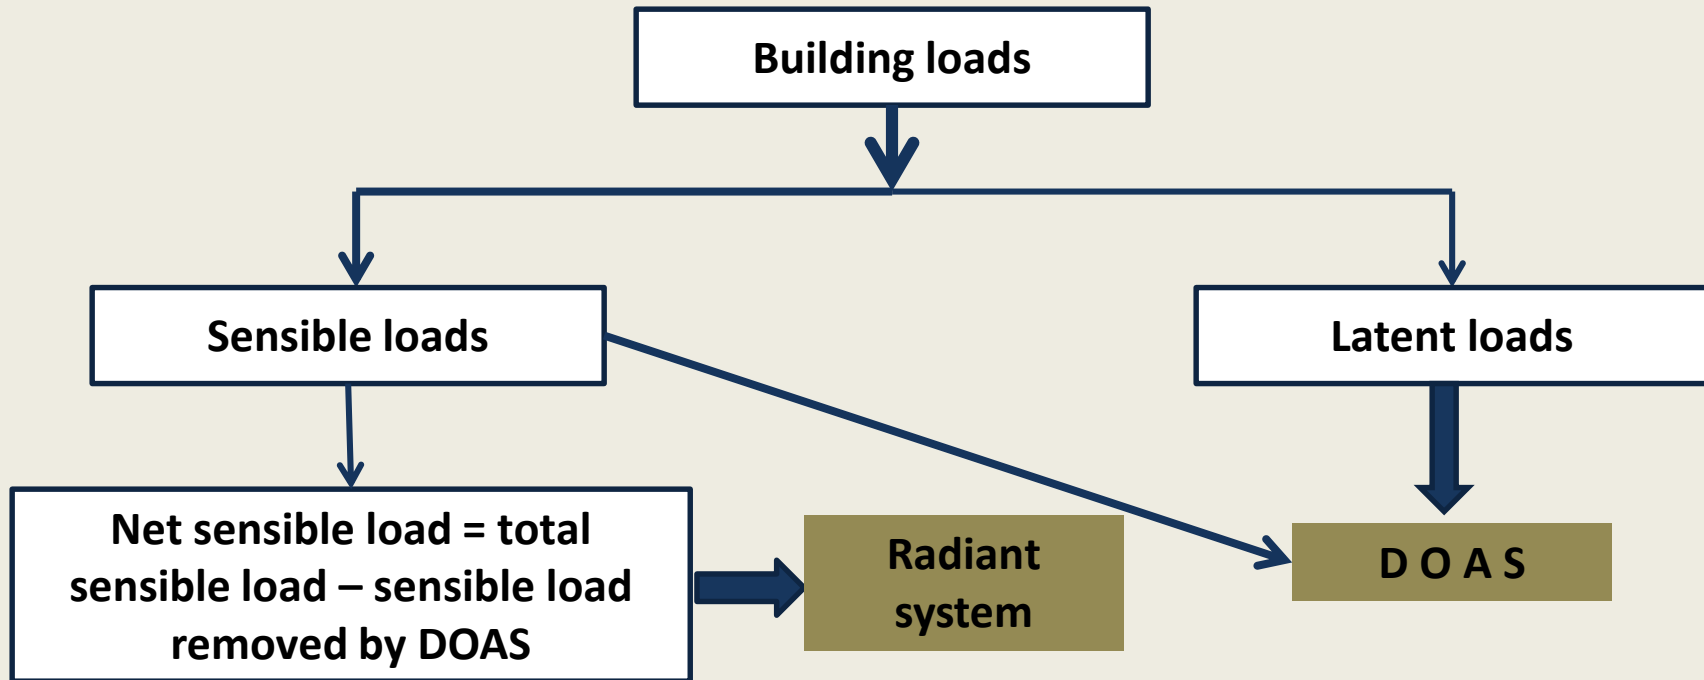 Building loads
Sensible loads
Latent loads
Net sensible load = total
sensible load – sensible load
removed by DOAS
Radiant
system
D O A S